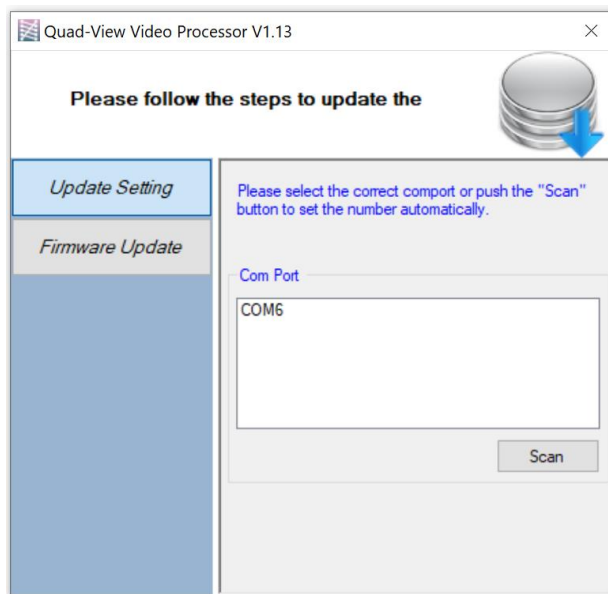 Quad-View Video Processor V1.13
Please follow the steps to update the
Update Setting
Firmware Update
Please select the correct comport or push the "Scan"
button to set the number automatically.
Com Port
COM6
Scan